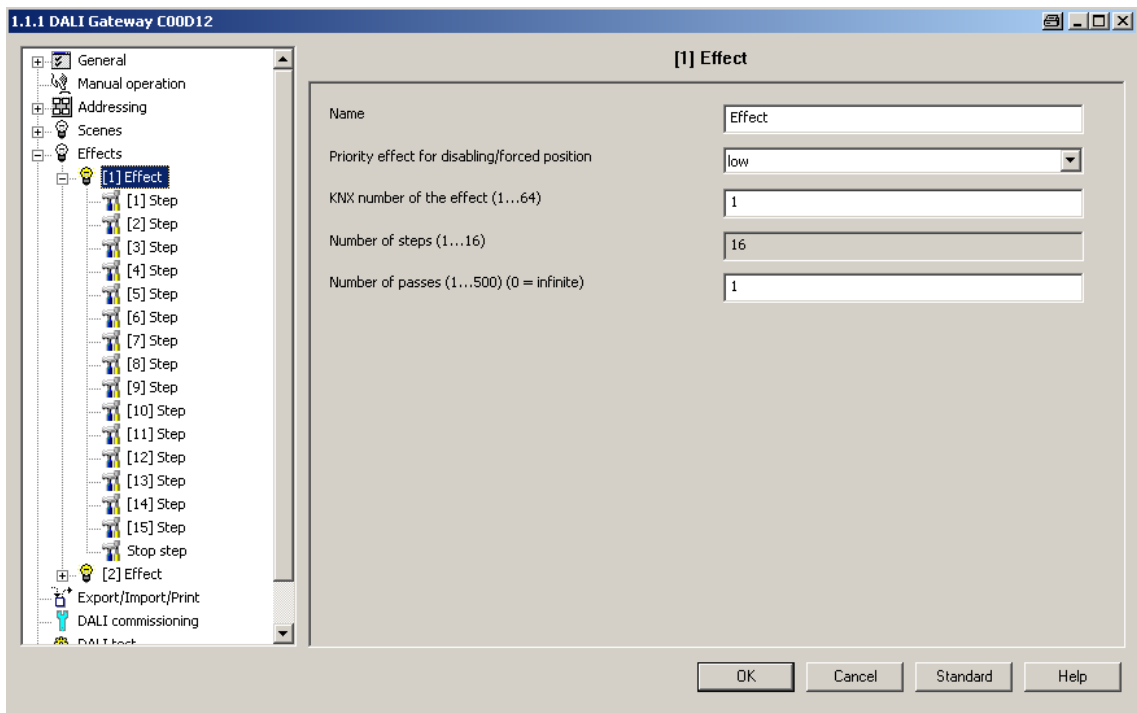 1.1.1 DALI Gateway C00D12
General
Manual operation
Addressing
Scenes
Effects
[1] Effect
[1] Step
[2] Step
[3] Step
[4] Step
[5] Step
[6] Step
[7] Step
[8] Step
[9] Step
[10] Step
[11] Step
[12] Step
[13] Step
[14] Step
[15] Step
Stop step
[2] Effect
Export/Import/Print
DALI commissioning
DALI test
[1] Effect
Name
Effect
Priority effect for disabling/forced position
low
KNX number of the effect (1...64)
1
Number of steps (1...16)
16
Number of passes (1...500) (0 = infinite)
1
OK
Cancel
Standard
Help